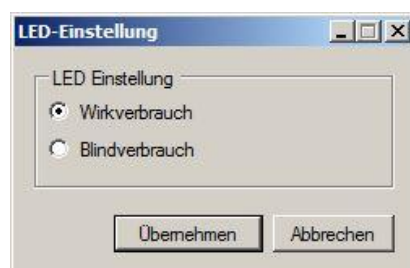 LED-Einstellung
LED Einstellung
Wirkverbrauch
Blindverbrauch
Übernehmen Abbrechen